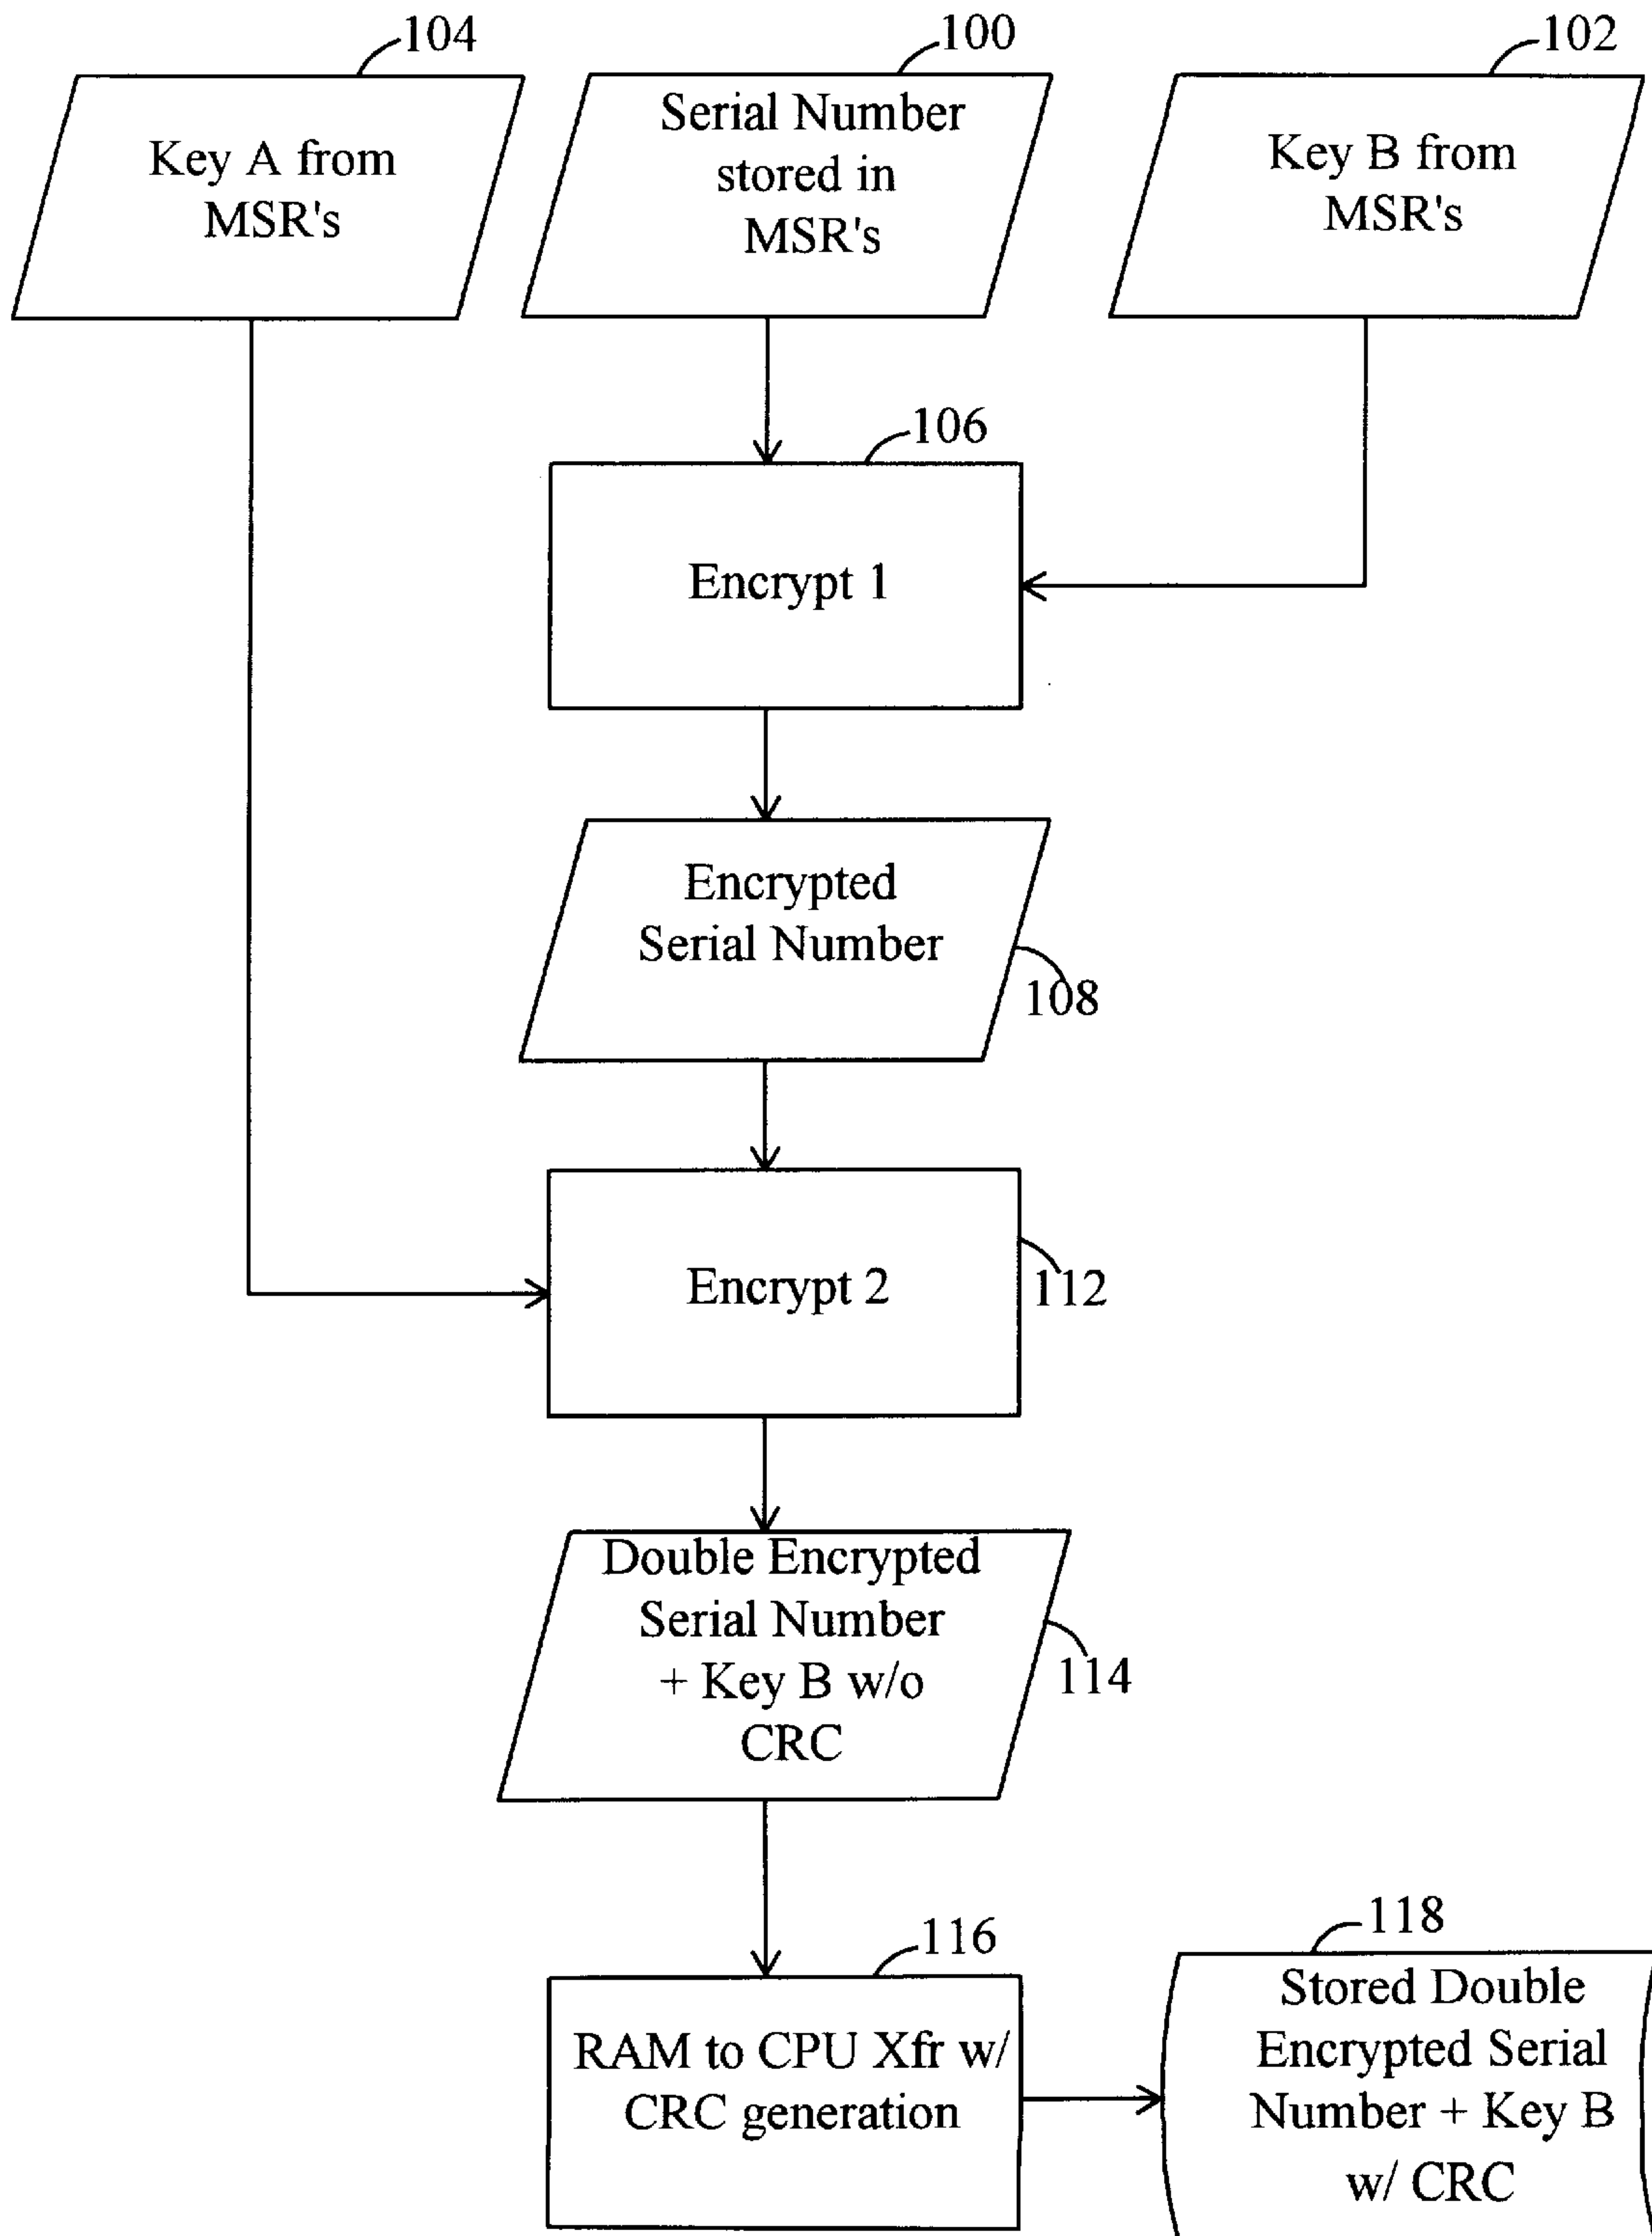 104
100
102
Key A from
MSR's
Serial Number
stored in
MSR's
Key B from
MSR's
106
Encrypt 1
Encrypted
Serial Number
108
Encrypt 2
112
Double Encrypted
Serial Number
+ Key B w/o
CRC
114
116
118
RAM to CPU Xfr w/
CRC generation
Stored Double
Encrypted Serial
Number + Key B
w/ CRC